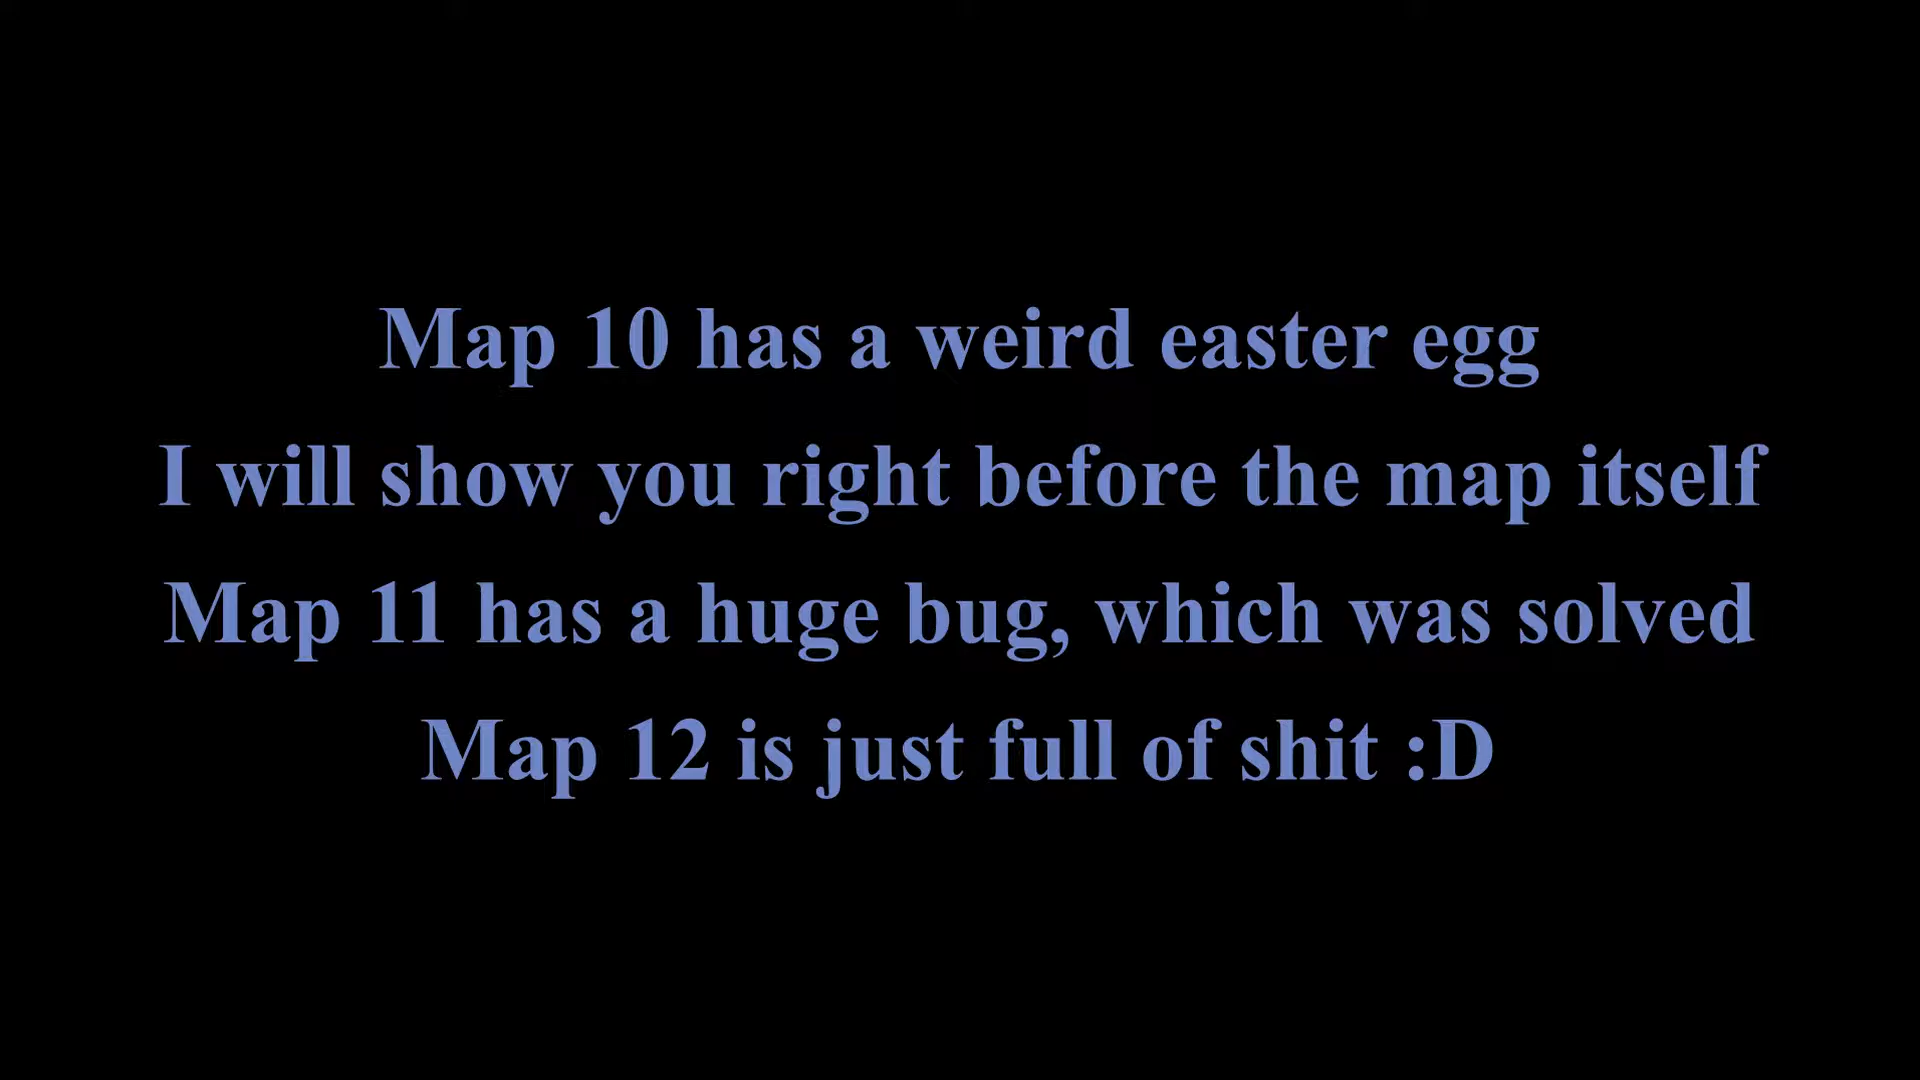 Map 10 has a weird easter egg
I will show you right before the map itself
Map 11 has a huge bug, which was solved
Map 12 is just full of shit :D